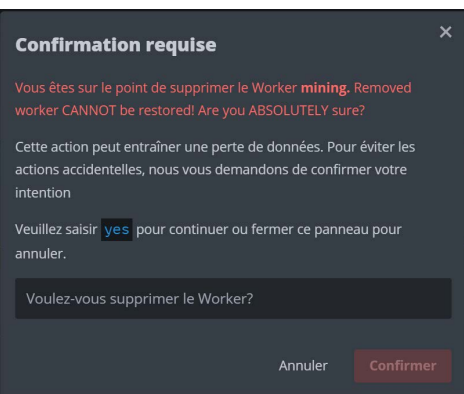 Confirmation requise
Vous êtes sur le point de supprimer le Worker mining. Removed
worker CANNOT be restored! Are you ABSOLUTELY sure?
Cette action peut entraîner une perte de données. Pour éviter les
actions accidentelles, nous vous demandons de confirmer votre
intention
Veuillez saisir yes pour continuer ou fermer ce panneau pour
annuler.
Voulez-vous supprimer le Worker?
Annuler Confirmer